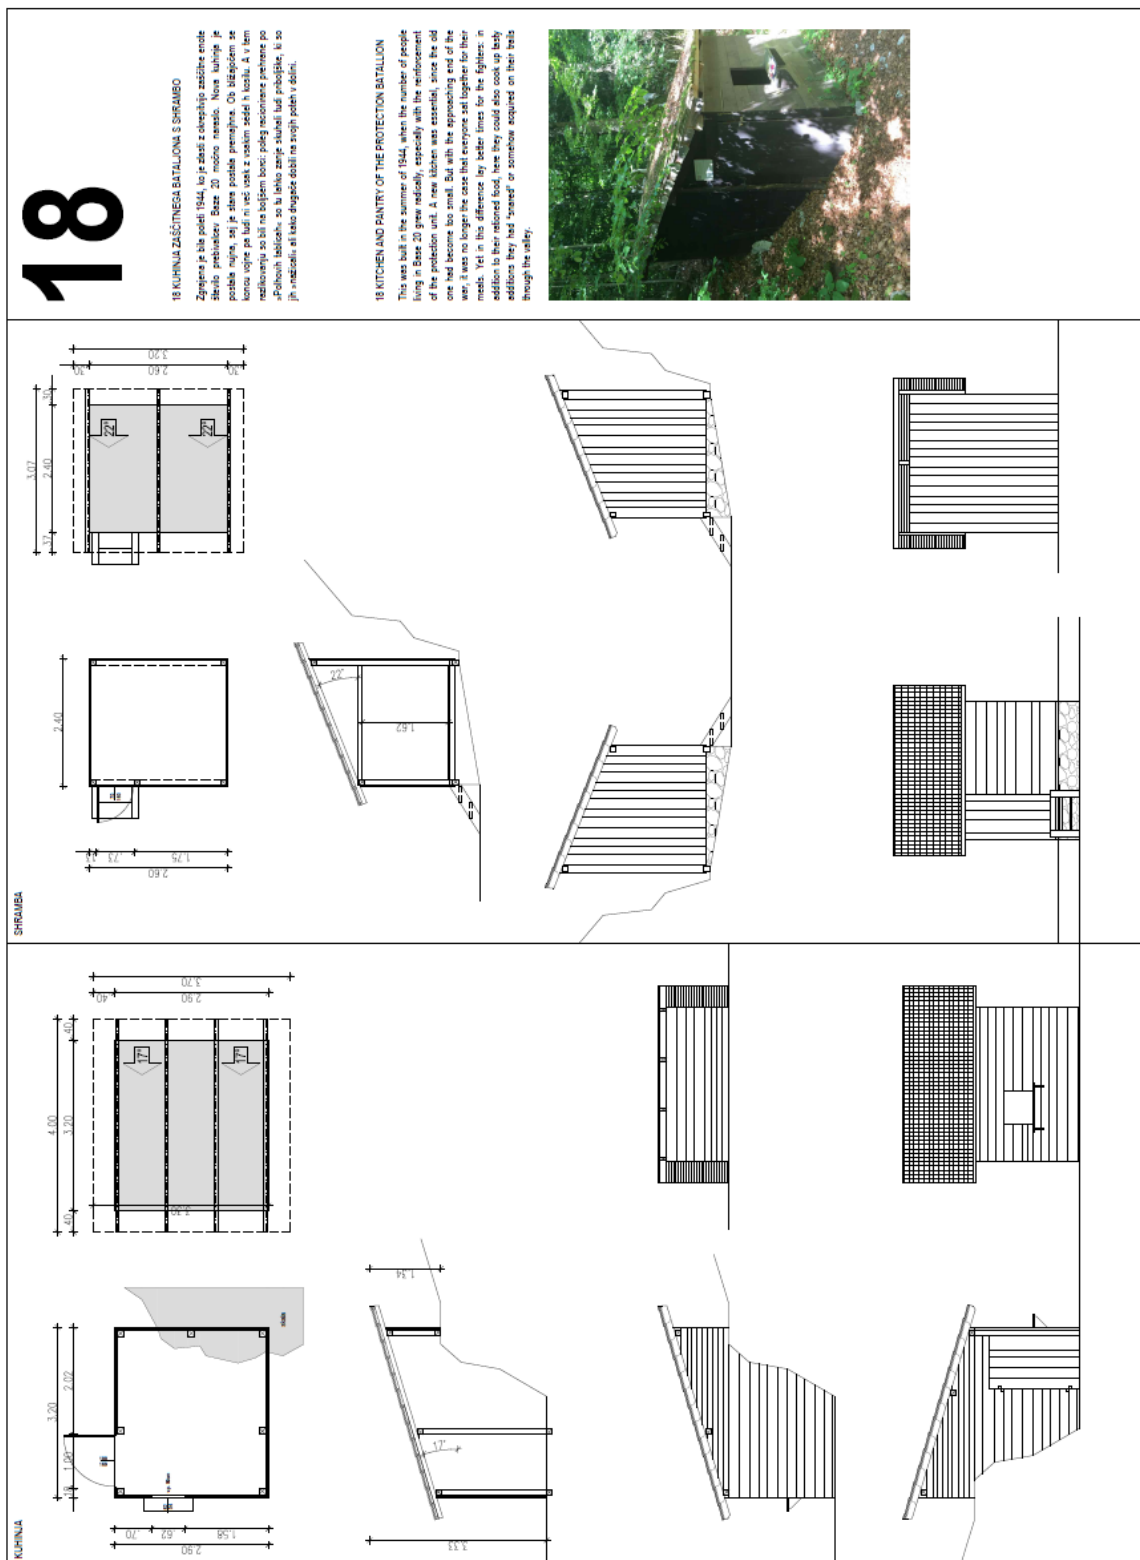 18
18 KUHINJA ZAŠČITNEGA BATALJONA S SHRAMBO
Zgrajena je bila poleti 1944, ko je zlasti z okrepitvijo zaščitne enote
število prebivalcev Baze 20 močno naraslo. Nova kuhinja je
postala nujna, saj je stara postala premajhna. Ob bližajočem se
koncu vojne pa tudi ni več vsak z vsakim sedel h kosilu. A v tem
razlikovanju so bili na boljšem borci: poleg racionirane prehrane po
so tu lahko zanje skuhali tudi priboljške, ki so
jih ali kako drugače dobili na svojih poteh v dolini.
18 KITCHEN AND PANTRY OF THE PROTECTION BATALLION
This was built in the summer of 1944, when the number of people
living in Base 20 grew radically, especially with the reinforcement
of the protection unit. A new kitchen was essential, since the old
one had become too small. But with the approaching end of the
war, it was no longer the case that everyone sat together for their
meals. Yet in this difference lay better times for the fighters: in
addition to their rationed food, here they could also cook up tasty
additions they had "snared" or somehow acquired on their trails
through the valley.
SHRAMBA
2.40
.73
1.75
2.60
3.07
.37
2.40
.30
22°
22°
.30
2.60
.30
3.20
22°
1.62
KUHINJA
3.20
.18
1.00
2.02
.70
.62
1.58
2.90
4.00
.40
3.20
.40
17°
17°
3.30
.40
2.90
3.70
1.34
17°
3.33